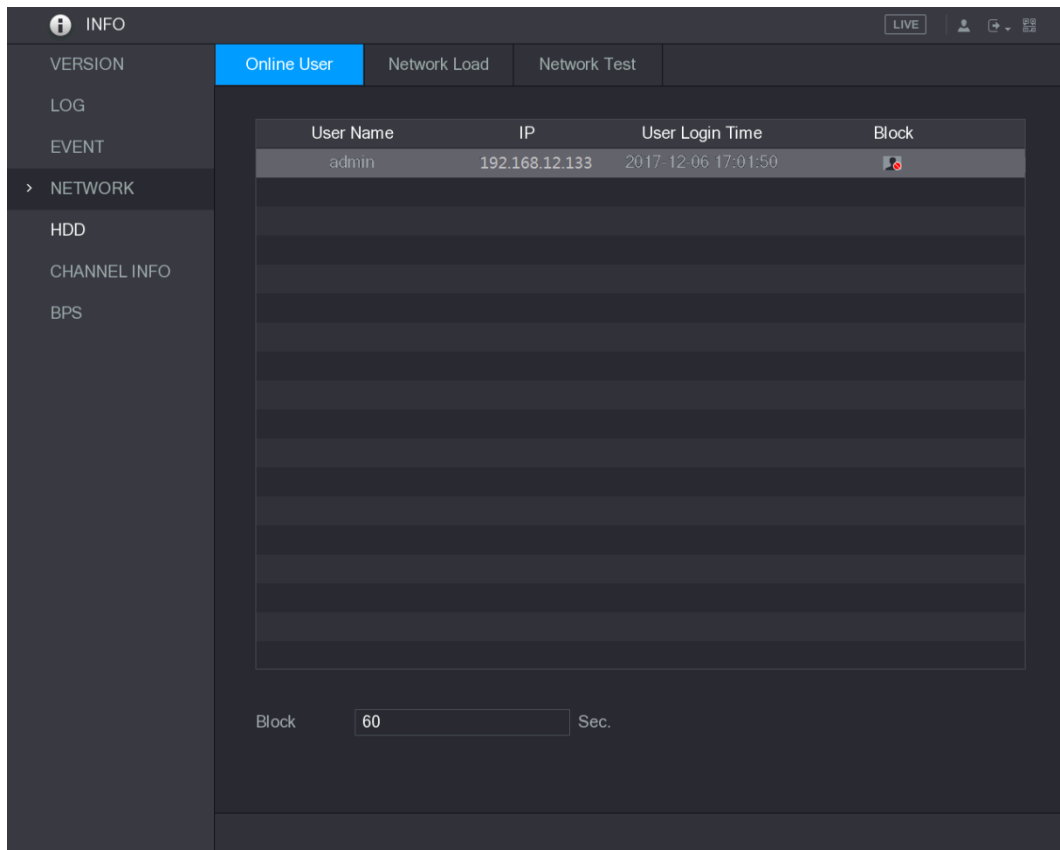 INFO
LIVE
VERSION
LOG
EVENT
NETWORK
HDD
CHANNEL INFO
BPS
Online User Network Load Network Test
User Name IP User Login Time Block
admin 192.168.12.133 2017-12-06 17:01:50
Block 60 Sec.